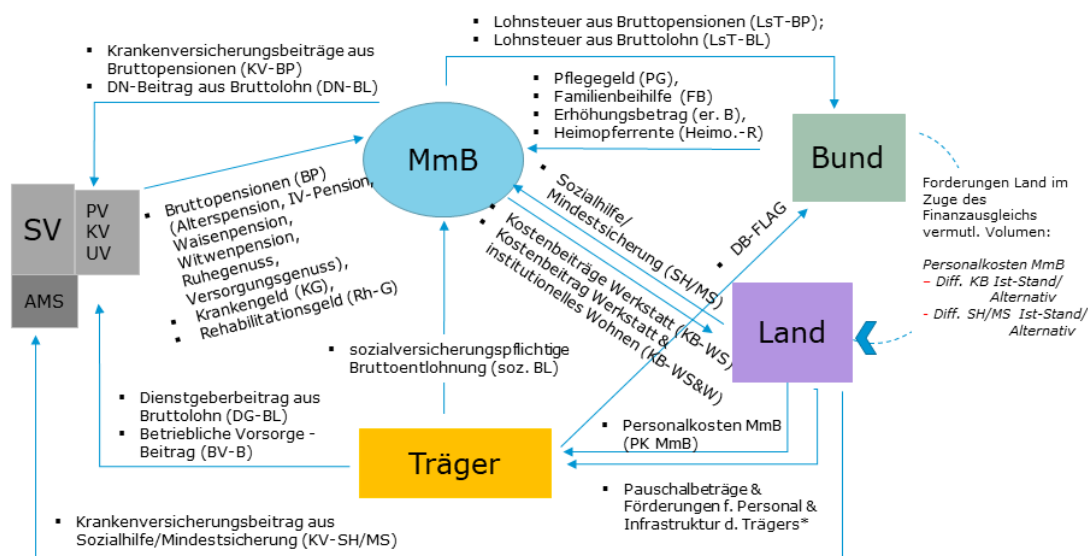 Lohnsteuer aus Bruttopensionen (LsT-BP);
Lohnsteuer aus Bruttolohn (LsT-BL)
Krankenversicherungsbeiträge aus
Bruttopensionen (KV-BP)
DN-Beitrag aus Bruttolohn (DN-BL)
Pflegegeld (PG),
Familienbeihilfe (FB)
Erhöhungsbetrag (er. B),
Heimopferrente (Heimo.-R)
MmB
Bund
SV
PV
KV
UV
AMS
Bruttopensionen (BP)
(Alterspension, IV-Pension,
Waisenpension,
Witwenpension,
Ruhegenuss,
Versorgungsgenuss),
Krankengeld (KG),
Rehabilitationsgeld (Rh-G)
Sozialhilfe/
Mindestsicherung (SH/MS)
Kostenbeiträge Werkstatt (KB-WS)
Kostenbeitrag Werkstatt &
institutionelles Wohnen (KB-WS&W)
DB-FLAG
Forderungen Land im
Zuge des
Finanzausgleichs
vermutl. Volumen:
Personalkosten MmB
– Diff. KB Ist-Stand/
Alternativ
- Diff. SH/MS Ist-Stand/
Alternativ
Land
sozialversicherungspflichtige
Bruttoentlohnung (soz. BL)
Dienstgeberbeitrag aus
Bruttolohn (DG-BL)
Betriebliche Vorsorge -
Beitrag (BV-B)
Träger
Personalkosten MmB
(PK MmB)
Pauschalbeträge &
Förderungen f. Personal &
Infrastruktur d. Trägers*
Krankenversicherungsbeitrag aus
Sozialhilfe/Mindestsicherung (KV-SH/MS)